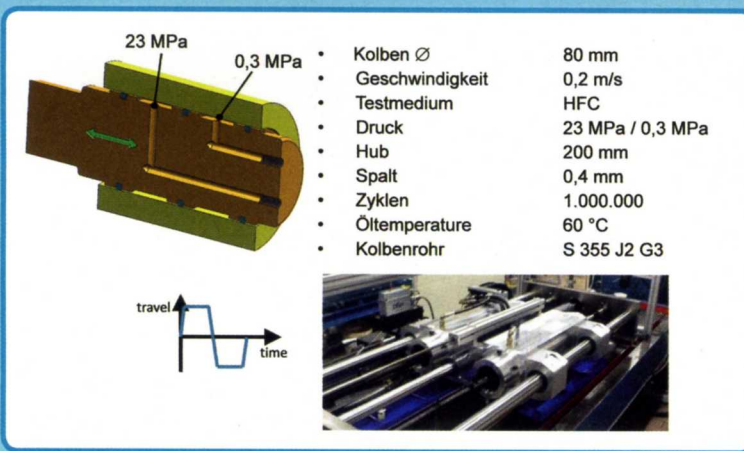 23 MPa
0,3 MPa
• Kolben Ø 80 mm
• Geschwindigkeit 0,2 m/s
• Testmedium HFC
• Druck 23 MPa / 0,3 MPa
• Hub 200 mm
• Spalt 0,4 mm
• Zyklen 1.000.000
• Öltemperature 60 °C
• Kolbenrohr S 355 J2 G3
travel
time